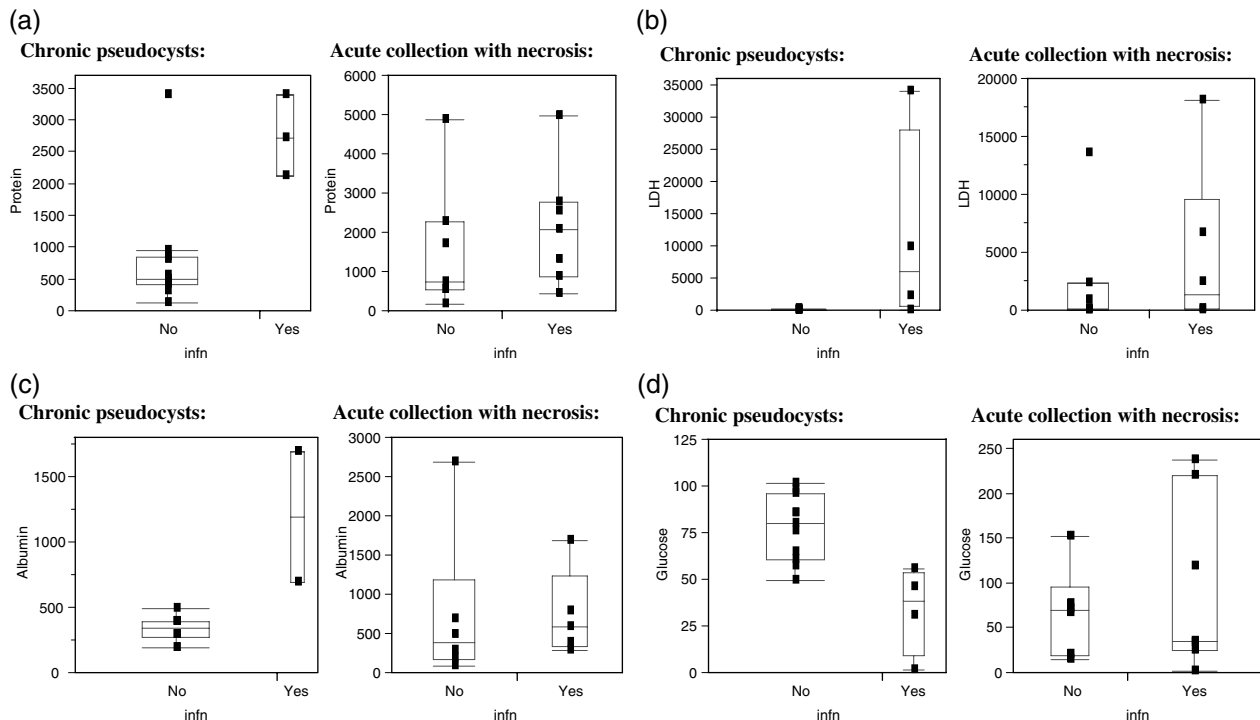 (a)
Chronic pseudocysts:
Protein
3500
3000
2500
2000
1500
1000
500
0
No
Yes
infn
Acute collection with necrosis:
Protein
6000
5000
4000
3000
2000
1000
0
No
Yes
infn
(b)
Chronic pseudocysts:
LDH
35000
30000
25000
20000
15000
10000
5000
0
No
Yes
infn
Acute collection with necrosis:
LDH
20000
15000
10000
5000
0
No
Yes
infn
(c)
Chronic pseudocysts:
Albumin
1500
1000
500
0
No
Yes
infn
Acute collection with necrosis:
Albumin
3000
2500
2000
1500
1000
500
0
No
Yes
infn
(d)
Chronic pseudocysts:
Glucose
125
100
75
50
25
0
No
Yes
infn
Acute collection with necrosis:
Glucose
250
200
150
100
50
0
No
Yes
infn